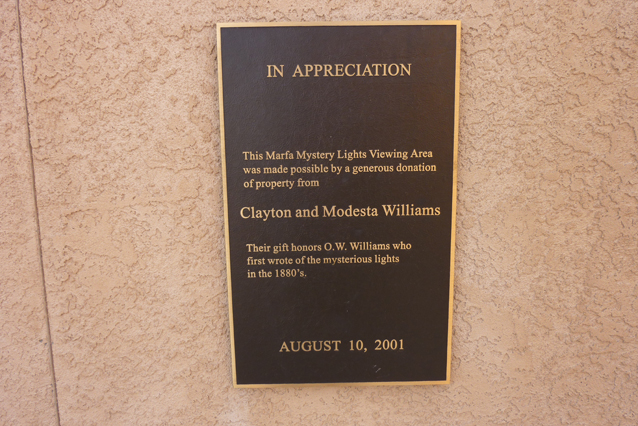 IN APPRECIATION
This Marfa Mystery Lights Viewing Area
was made possible by a generous donation
of property from
Clayton and Modesta Williams
Their gift honors O.W. Williams who
first wrote of the mysterious lights
in the 1880's.
AUGUST 10, 2001